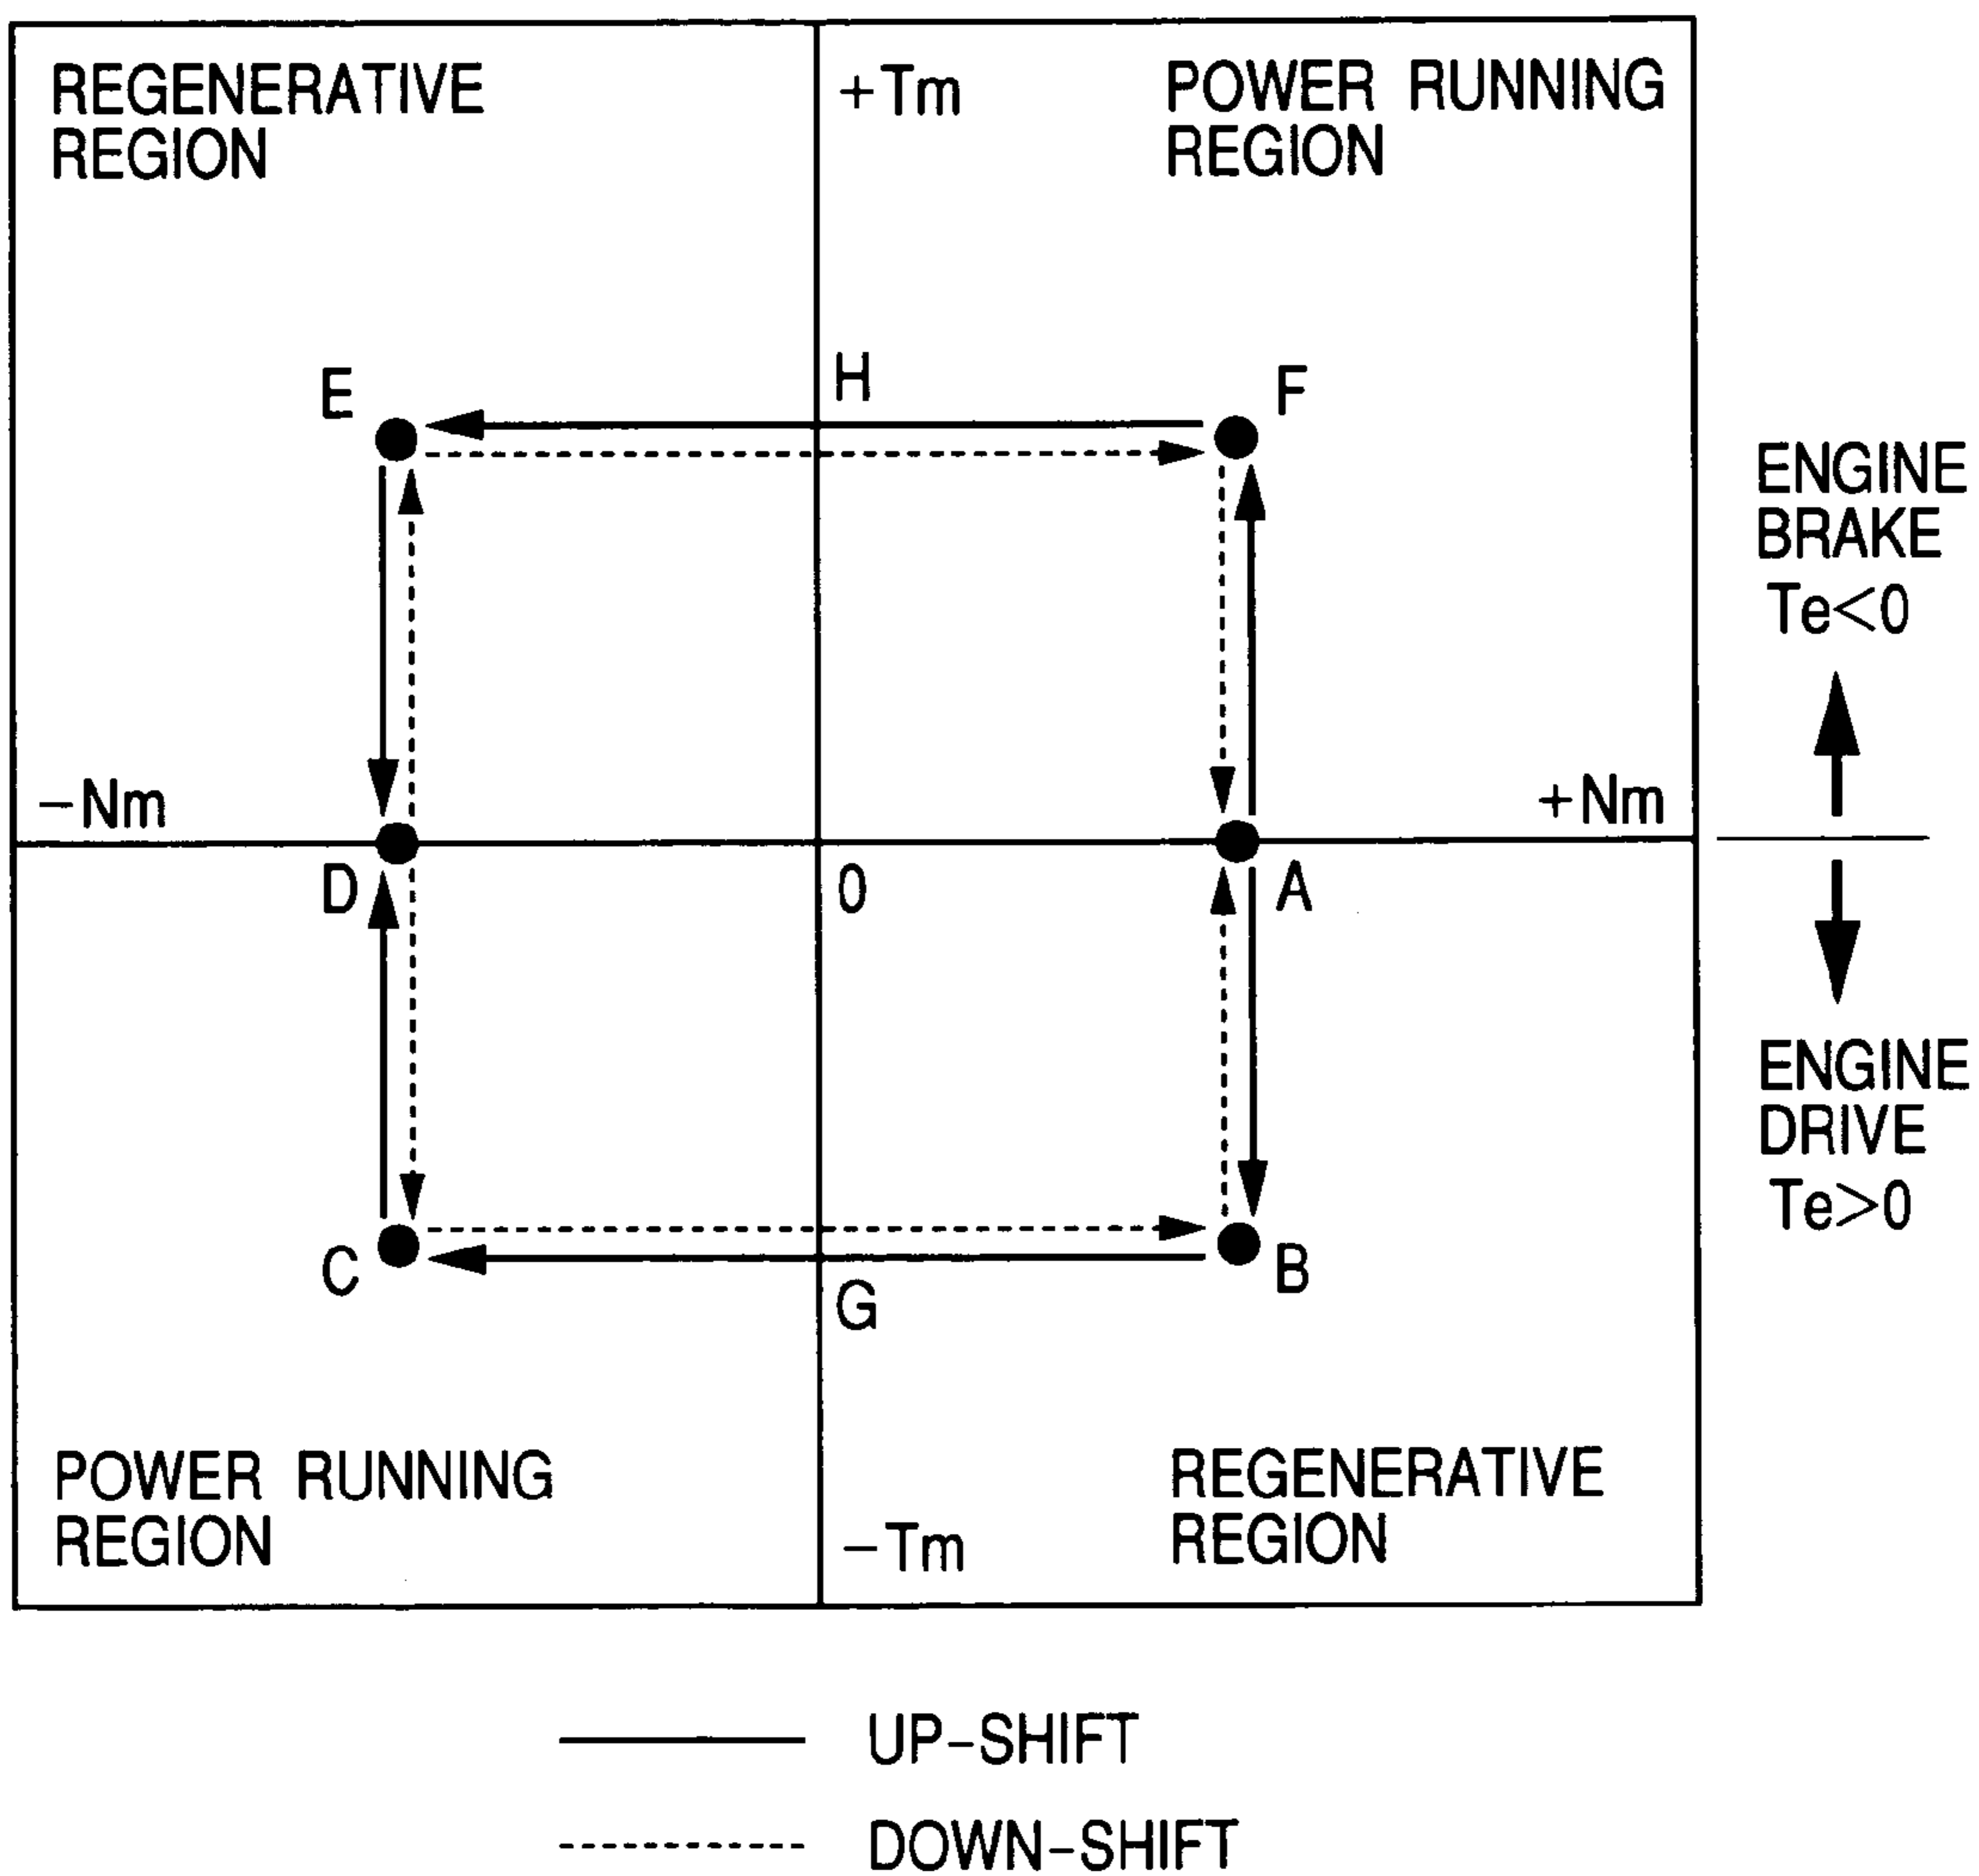 REGENERATIVE
REGION
+Tm
POWER RUNNING
REGION
E
H
F
ENGINE
BRAKE
Te<0
−Nm
+Nm
D
0
A
ENGINE
DRIVE
Te>0
C
G
B
POWER RUNNING
REGION
−Tm
REGENERATIVE
REGION
UP−SHIFT
DOWN−SHIFT